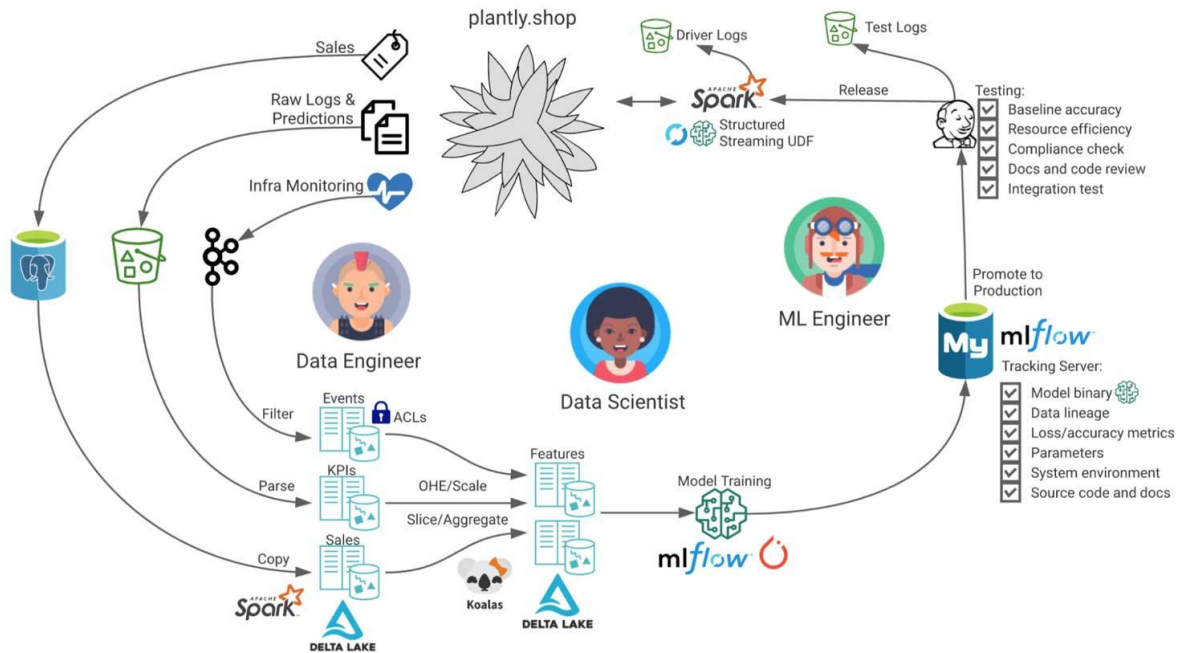 plantly.shop
Sales
Raw Logs &
Predictions
Infra Monitoring
Driver Logs
Test Logs
APACHE
Spark
Structured
Streaming UDF
Release
Testing:
Baseline accuracy
Resource efficiency
Compliance check
Docs and code review
Integration test
Data Engineer
Data Scientist
ML Engineer
Promote to
Production
My
mlflow
Tracking Server:
Model binary
Data lineage
Loss/accuracy metrics
Parameters
System environment
Source code and docs
Filter
Events
ACLs
Parse
KPIs
OHE/Scale
Slice/Aggregate
Copy
Sales
APACHE
Spark
DELTA LAKE
Koalas
Features
DELTA LAKE
Model Training
mlflow